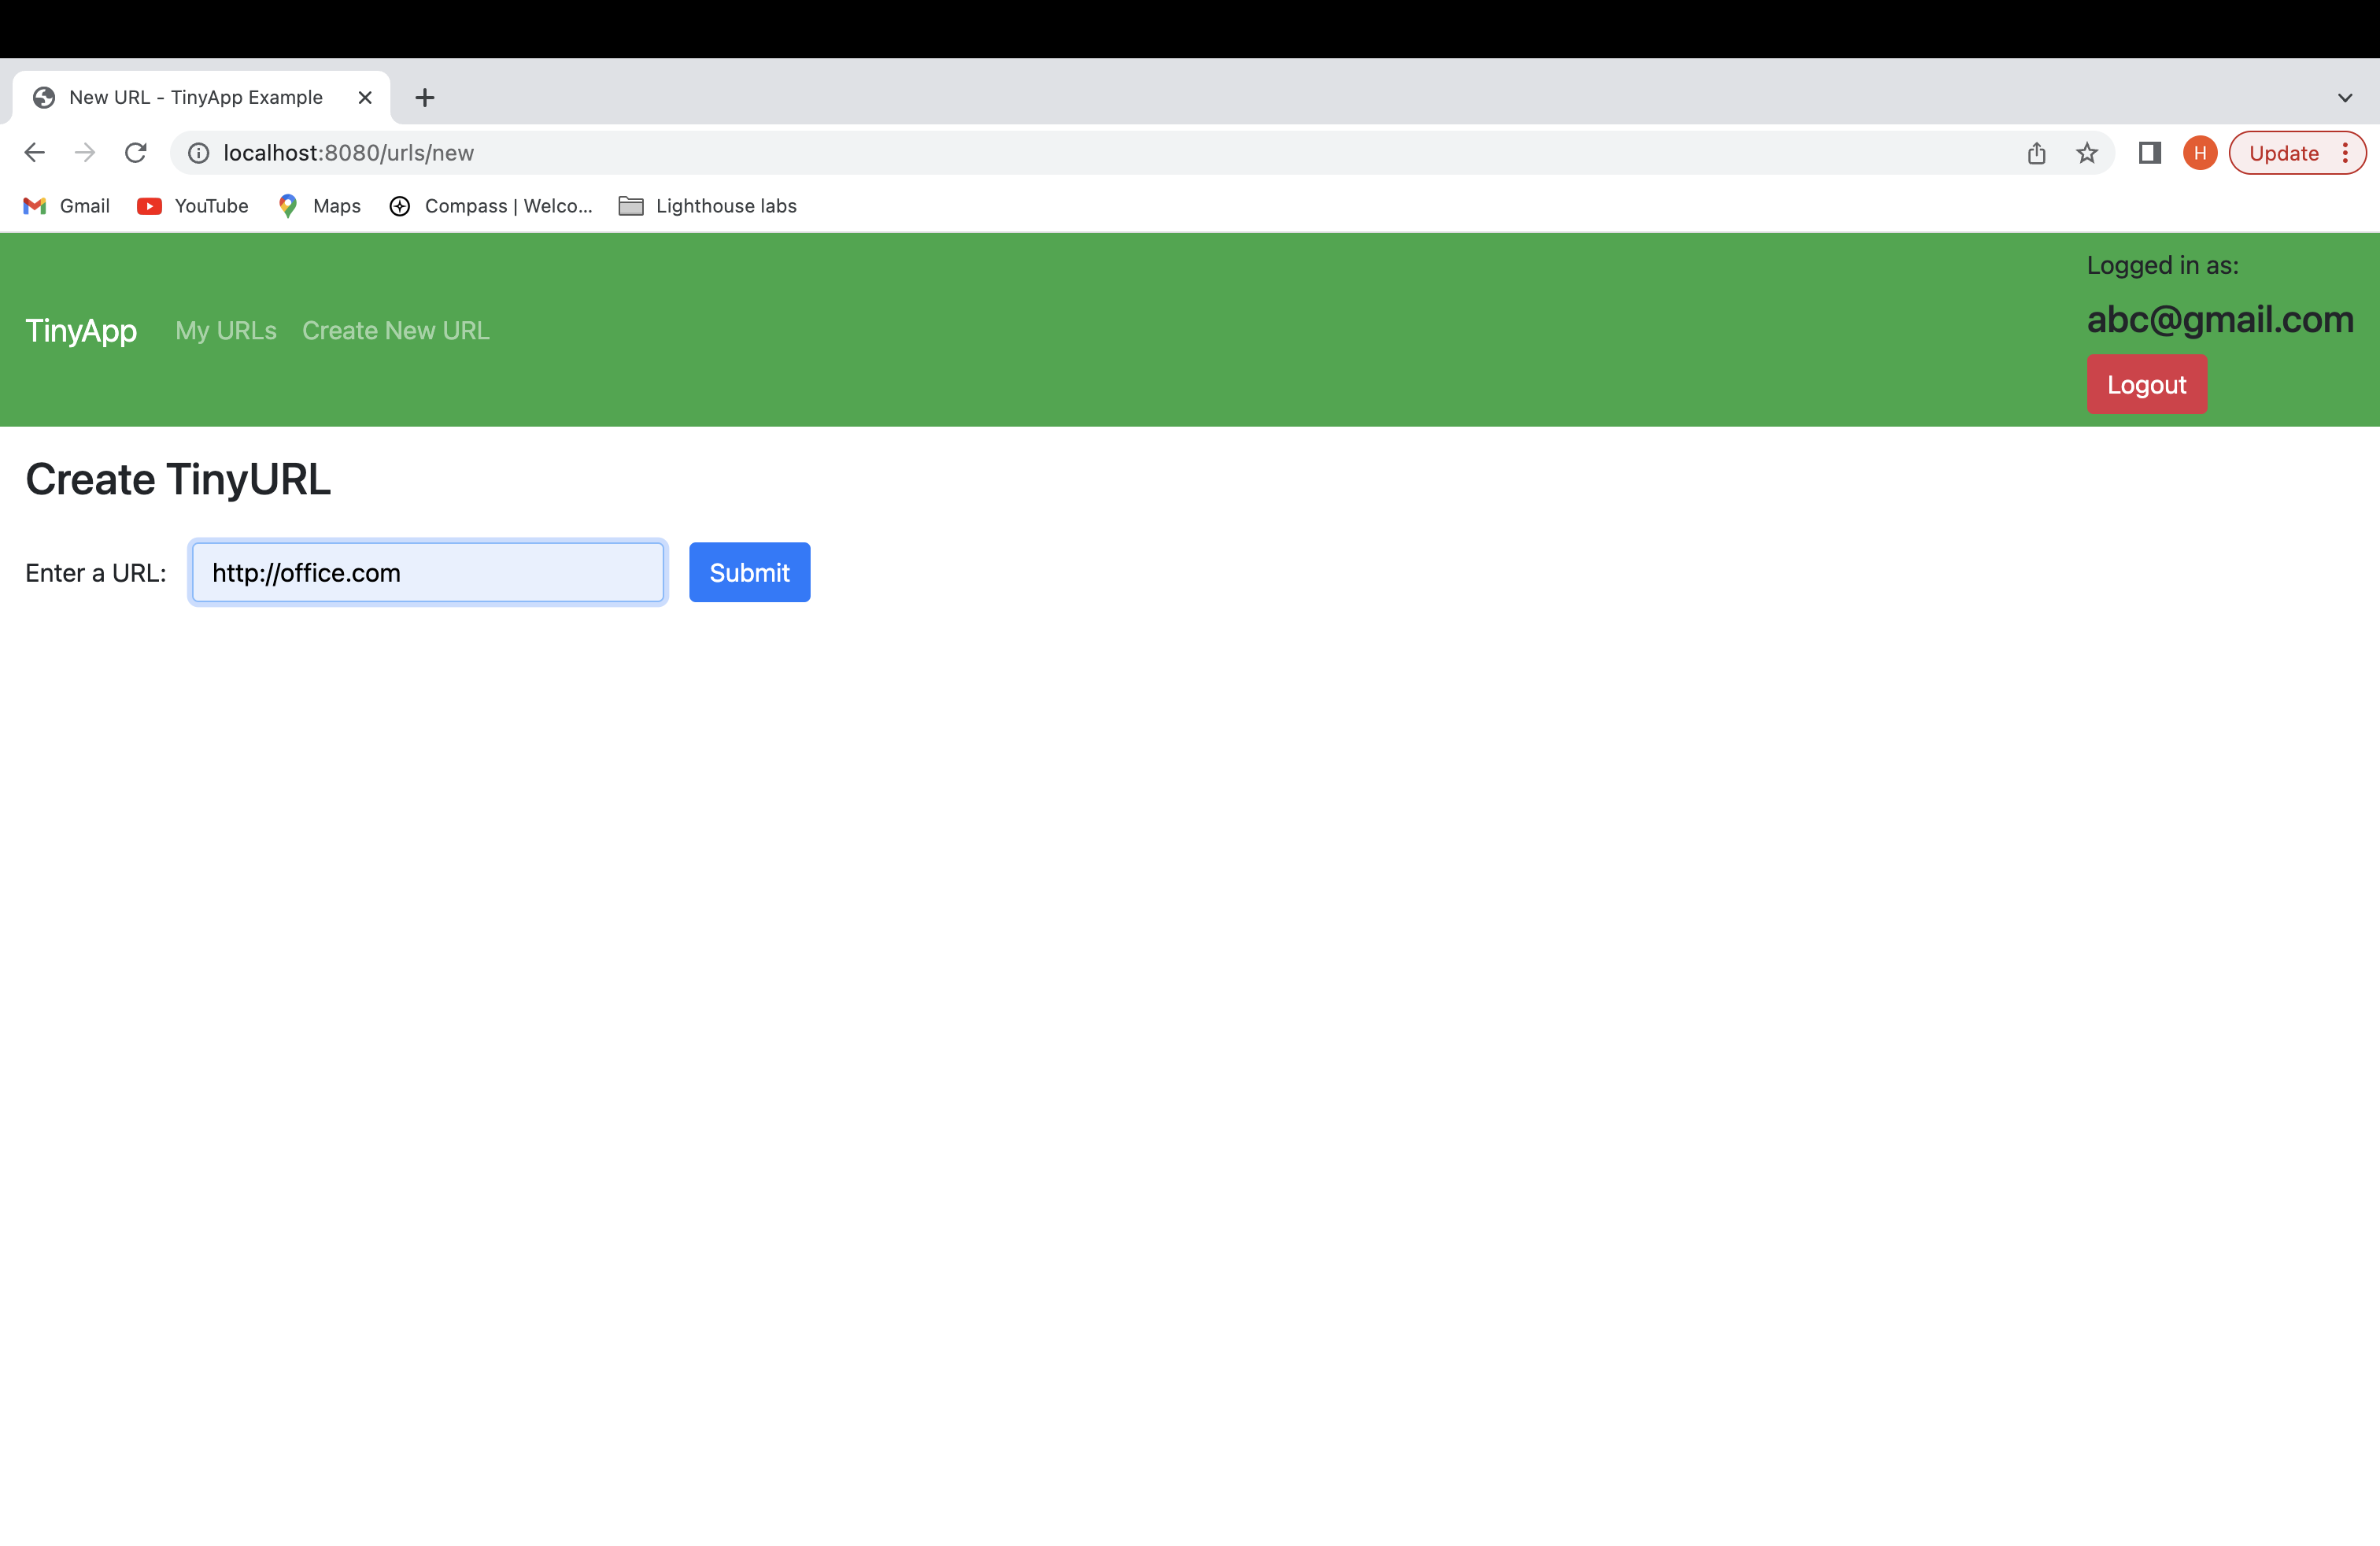 New URL - TinyApp Example
localhost:8080/urls/new
H
Update
Gmail
YouTube
Maps
Compass | Welco...
Lighthouse labs
TinyApp
My URLs
Create New URL
Logged in as:
abc@gmail.com
Logout
Create TinyURL
Enter a URL:
http://office.com
Submit